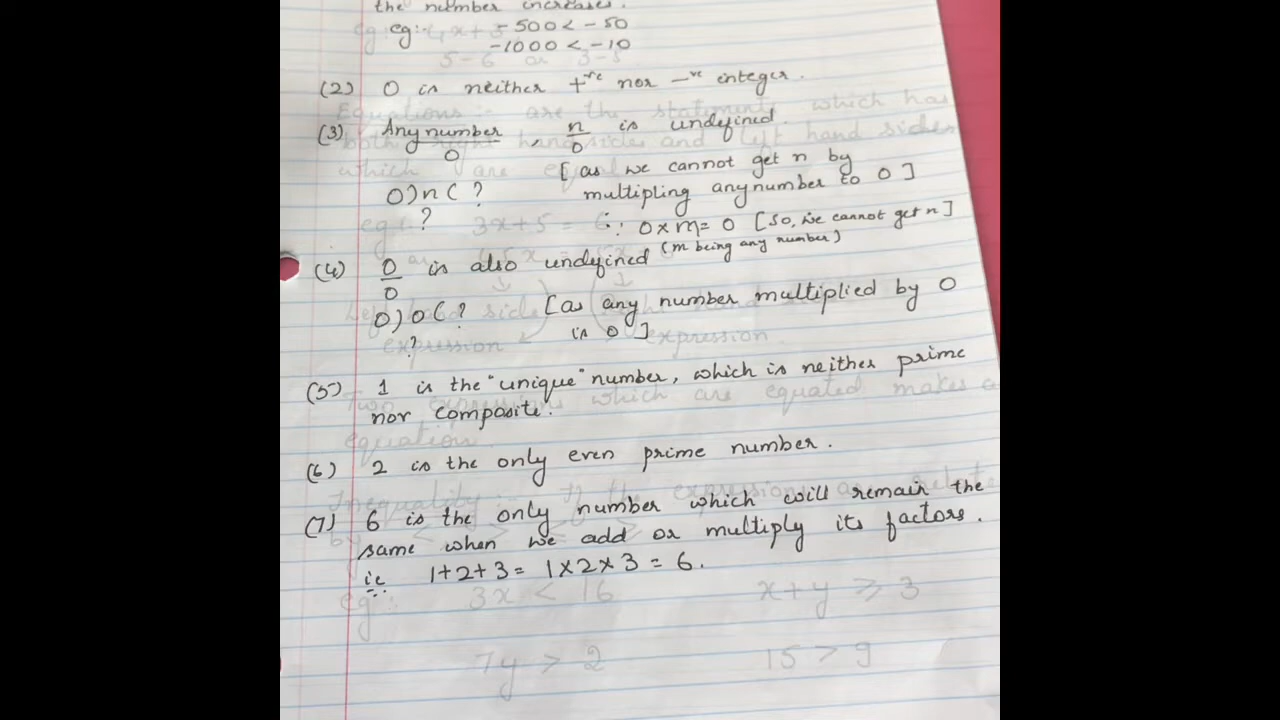 the number increases.
eg:- -500 < -50
-1000 < -10
(2) 0 is neither +ve nor -ve integer.
(3) Any number / 0 , n/0 is undefined.
[as we cannot get n by
0)n( ? multipling any number to 0]
? ∵ 0 x m = 0 [So, we cannot get n]
(m being any number)
(4) 0/0 is also undefined
0)0( ? [as any number multiplied by 0
? is 0]
(5) 1 is the "unique" number, which is neither prime
nor composite.
(6) 2 is the only even prime number.
(7) 6 is the only number which will remain the
same when we add or multiply its factors.
ie 1+2+3 = 1x2x3 = 6.